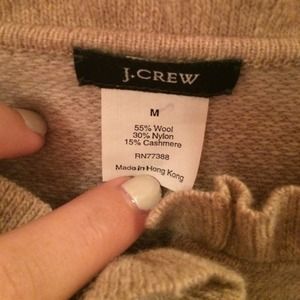 J.CREW
M
55% Wool
30% Nylon
15% Cashmere
RN77388
Made in Hong Kong